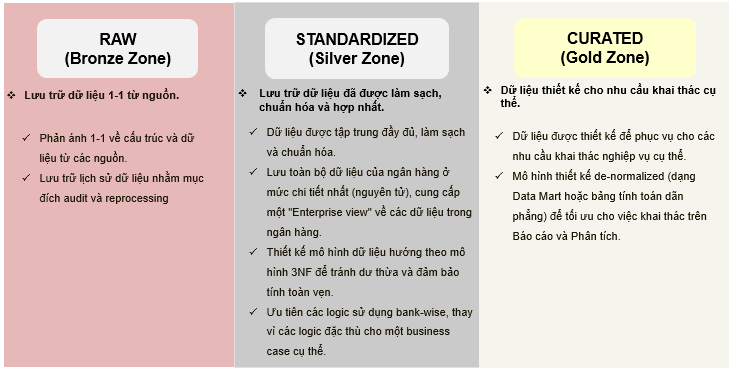 RAW
(Bronze Zone)
❖ Lưu trữ dữ liệu 1-1 từ nguồn.
✓ Phản ánh 1-1 về cấu trúc và dữ
liệu từ các nguồn.
✓ Lưu trữ lịch sử dữ liệu nhằm mục
đích audit và reprocessing
STANDARDIZED
(Silver Zone)
❖ Lưu trữ dữ liệu đã được làm sạch,
chuẩn hóa và hợp nhất.
✓ Dữ liệu được tập trung đầy đủ, làm sạch
và chuẩn hóa.
✓ Lưu toàn bộ dữ liệu của ngân hàng ở
mức chi tiết nhất (nguyên tử), cung cấp
một "Enterprise view" về các dữ liệu trong
ngân hàng.
✓ Thiết kế mô hình dữ liệu hướng theo mô
hình 3NF để tránh dư thừa và đảm bảo
tính toàn vẹn.
✓ Ưu tiên các logic sử dụng bank-wise, thay
vì các logic đặc thù cho một business
case cụ thể.
CURATED
(Gold Zone)
❖ Dữ liệu thiết kế cho nhu cầu khai thác cụ
thể.
✓ Dữ liệu được thiết kế để phục vụ cho các
nhu cầu khai thác nghiệp vụ cụ thể.
✓ Mô hình thiết kế de-normalized (dạng
Data Mart hoặc bảng tính toán dẫn
phẳng) để tối ưu cho việc khai thác trên
Báo cáo và Phân tích.